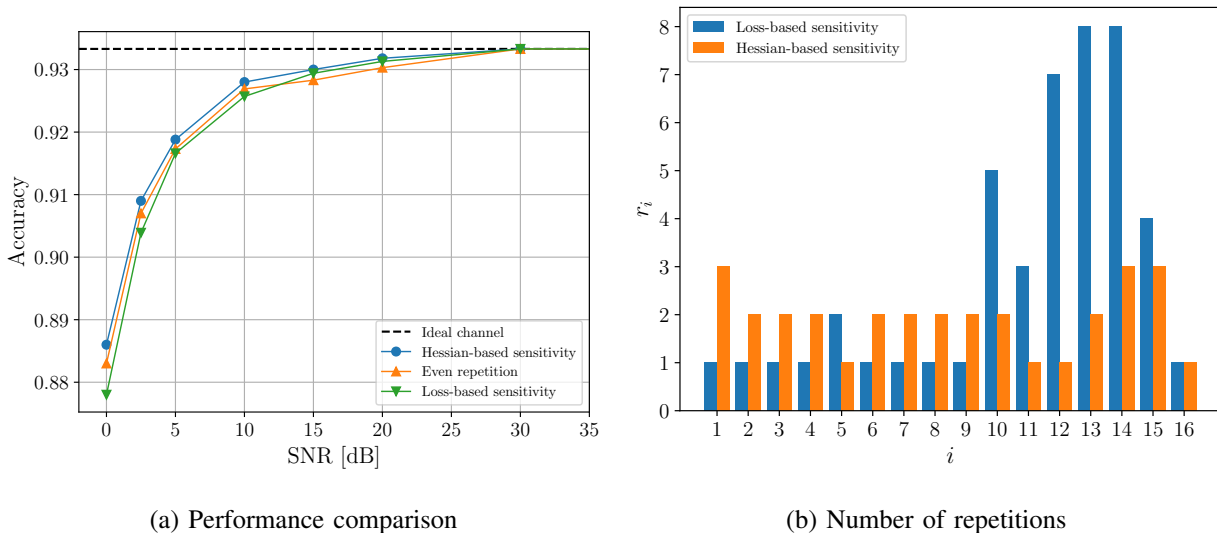 0.93
0.92
0.91
0.90
0.89
0.88
Accuracy
0 5 10 15 20 25 30 35
SNR [dB]
Ideal channel
Hessian-based sensitivity
Even repetition
Loss-based sensitivity
(a) Performance comparison
8
7
6
5
4
3
2
1
0
r_i
1 2 3 4 5 6 7 8 9 10 11 12 13 14 15 16
i
Loss-based sensitivity
Hessian-based sensitivity
(b) Number of repetitions